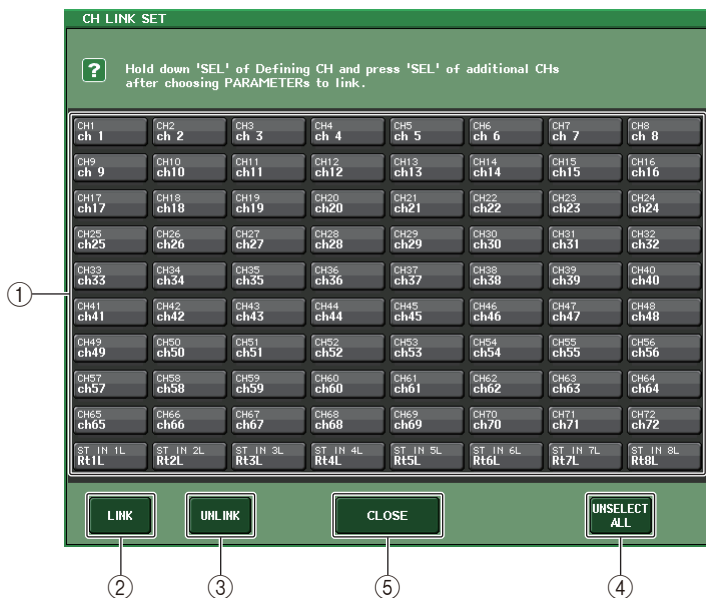 CH LINK SET
? Hold down 'SEL' of Defining CH and press 'SEL' of additional CHs
after choosing PARAMETERs to link.
CH1 CH2 CH3 CH4 CH5 CH6 CH7 CH8
ch 1 ch 2 ch 3 ch 4 ch 5 ch 6 ch 7 ch 8
CH9 CH10 CH11 CH12 CH13 CH14 CH15 CH16
ch 9 ch10 ch11 ch12 ch13 ch14 ch15 ch16
CH17 CH18 CH19 CH20 CH21 CH22 CH23 CH24
ch17 ch18 ch19 ch20 ch21 ch22 ch23 ch24
CH25 CH26 CH27 CH28 CH29 CH30 CH31 CH32
ch25 ch26 ch27 ch28 ch29 ch30 ch31 ch32
CH33 CH34 CH35 CH36 CH37 CH38 CH39 CH40
ch33 ch34 ch35 ch36 ch37 ch38 ch39 ch40
①
CH41 CH42 CH43 CH44 CH45 CH46 CH47 CH48
ch41 ch42 ch43 ch44 ch45 ch46 ch47 ch48
CH49 CH50 CH51 CH52 CH53 CH54 CH55 CH56
ch49 ch50 ch51 ch52 ch53 ch54 ch55 ch56
CH57 CH58 CH59 CH60 CH61 CH62 CH63 CH64
ch57 ch58 ch59 ch60 ch61 ch62 ch63 ch64
CH65 CH66 CH67 CH68 CH69 CH70 CH71 CH72
ch65 ch66 ch67 ch68 ch69 ch70 ch71 ch72
ST IN 1L ST IN 2L ST IN 3L ST IN 4L ST IN 5L ST IN 6L ST IN 7L ST IN 8L
Rt1L Rt2L Rt3L Rt4L Rt5L Rt6L Rt7L Rt8L
LINK UNLINK CLOSE UNSELECT
ALL
② ③ ⑤ ④